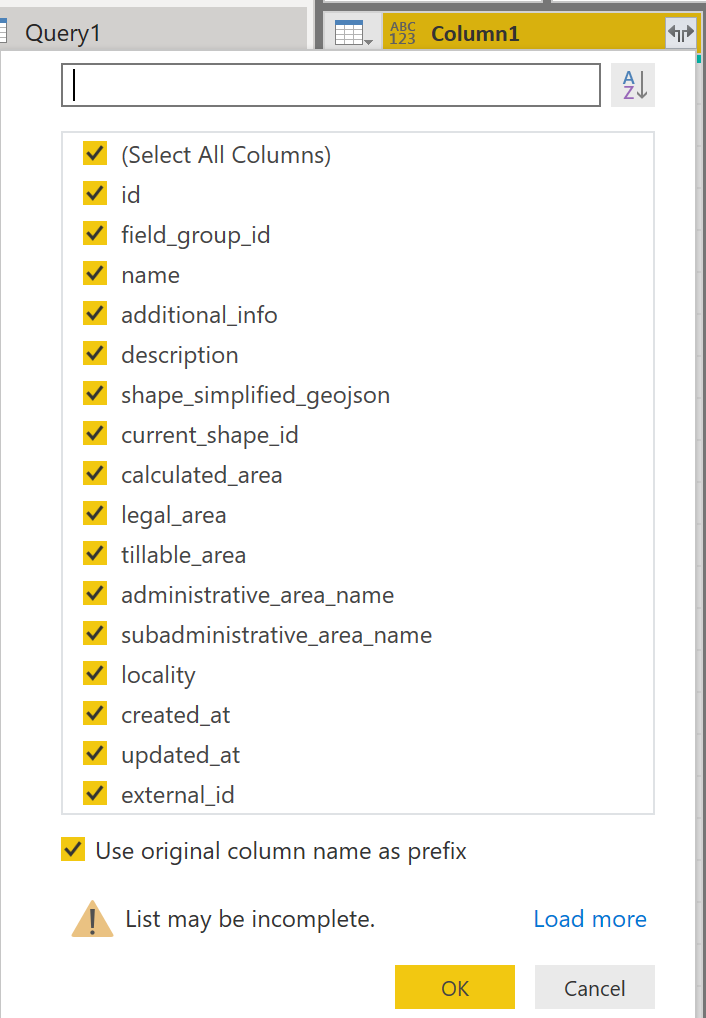 Query1
ABC
123
Column1
A
Z
(Select All Columns)
id
field_group_id
name
additional_info
description
shape_simplified_geojson
current_shape_id
calculated_area
legal_area
tillable_area
administrative_area_name
subadministrative_area_name
locality
created_at
updated_at
external_id
Use original column name as prefix
List may be incomplete. Load more
OK Cancel